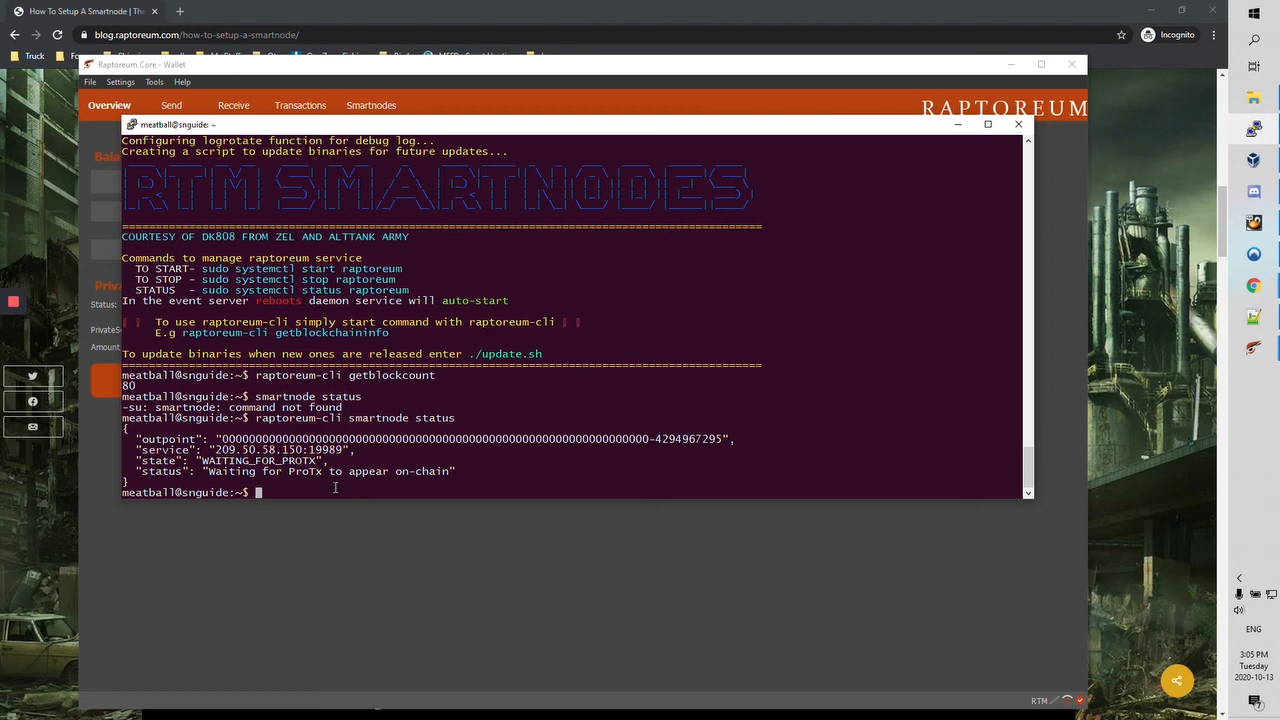 How To Setup A Smartnode | T
blog.raptoreum.com/how-to-setup-a-smartnode/
Incognito
Truck
Raptoreum Core - Wallet
File Settings Tools Help
Overview Send Receive Transactions Smartnodes
RAPTOREUM
meatball@snguide: ~
Configuring logrotate function for debug log...
Creating a script to update binaries for future updates...
RTM SMARTNODES
==================================================
COURTESY OF DK808 FROM ZEL AND ALTTANK ARMY
Commands to manage raptoreum service
TO START- sudo systemctl start raptoreum
TO STOP - sudo systemctl stop raptoreum
STATUS - sudo systemctl status raptoreum
In the event server reboots daemon service will auto-start
To use raptoreum-cli simply start command with raptoreum-cli
E.g raptoreum-cli getblockchaininfo
To update binaries when new ones are released enter ./update.sh
==================================================
meatball@snguide:~$ raptoreum-cli getblockcount
80
meatball@snguide:~$ smartnode status
-su: smartnode: command not found
meatball@snguide:~$ raptoreum-cli smartnode status
{
"outpoint": "0000000000000000000000000000000000000000000000000000000000000000-4294967295",
"service": "209.50.58.150:19989",
"state": "WAITING_FOR_PROTX",
"status": "Waiting for ProTx to appear on-chain"
}
meatball@snguide:~$
Status:
Amount
RTM
ENG
3:05 PM
Tuesday
2020-10-13